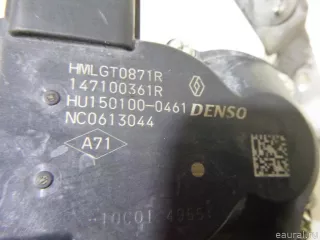 HMLGT0871R
147100361R
HU150100-0461 DENSO
NC0613044
A71
eaural.ru